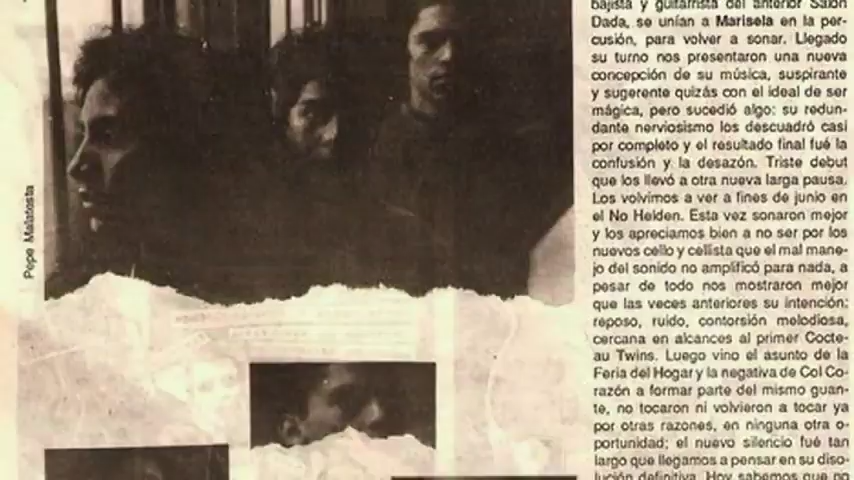 Pepe Malatesta
bajista y guitarrista del anterior Salón
Dada, se unían a Marisela en la per-
cusión, para volver a sonar. Llegado
su turno nos presentaron una nueva
concepción de su música, suspirante
y sugerente quizás con el ideal de ser
mágica, pero sucedió algo: su redun-
dante nerviosismo los descuadró casi
por completo y el resultado final fué la
confusión y la desazón. Triste debut
que los llevó a otra nueva larga pausa.
Los volvimos a ver a fines de junio en
el No Helden. Esta vez sonaron mejor
y los apreciamos bien a no ser por los
nuevos cello y cellista que el mal mane-
jo del sonido no amplificó para nada, a
pesar de todo nos mostraron mejor
que las veces anteriores su intención:
reposo, ruido, contorsión melodiosa,
cercana en alcances al primer Cocte-
au Twins. Luego vino el asunto de la
Feria del Hogar y la negativa de Col Co-
razón a formar parte del mismo guan-
te, no tocaron ni volvieron a tocar ya
por otras razones, en ninguna otra o-
portunidad; el nuevo silencio fué tan
largo que llegamos a pensar en su diso-
lución definitiva. Hoy sabemos que no